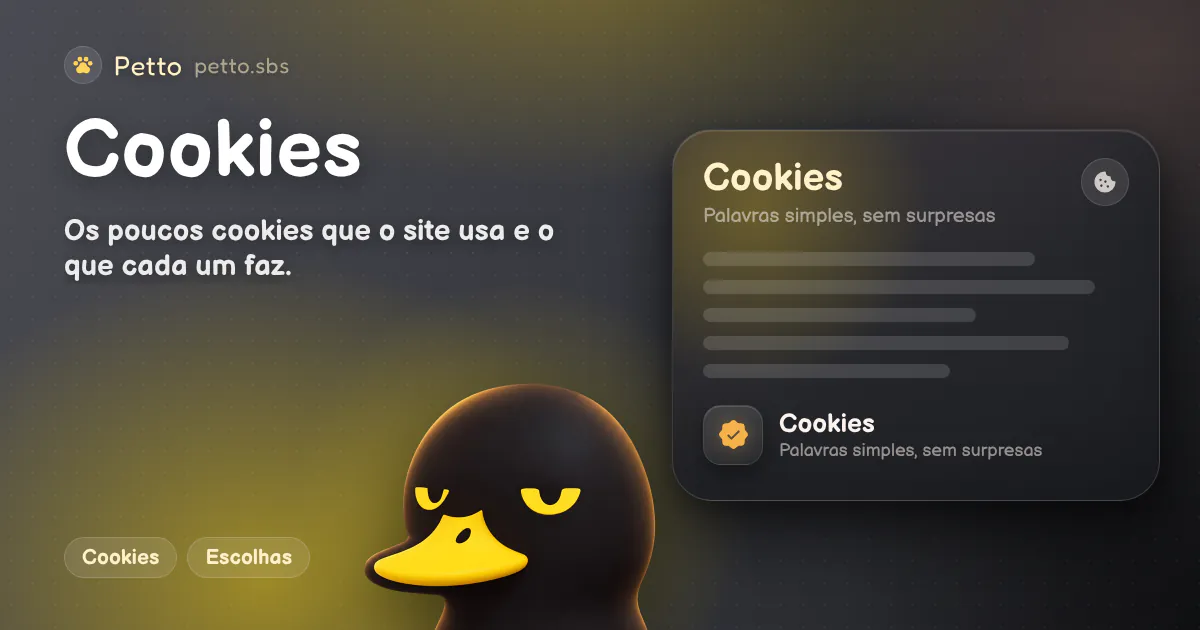 Petto petto.sbs
Cookies
Os poucos cookies que o site usa e o
que cada um faz.
Cookies
Escolhas
Cookies
Palavras simples, sem surpresas
Cookies
Palavras simples, sem surpresas